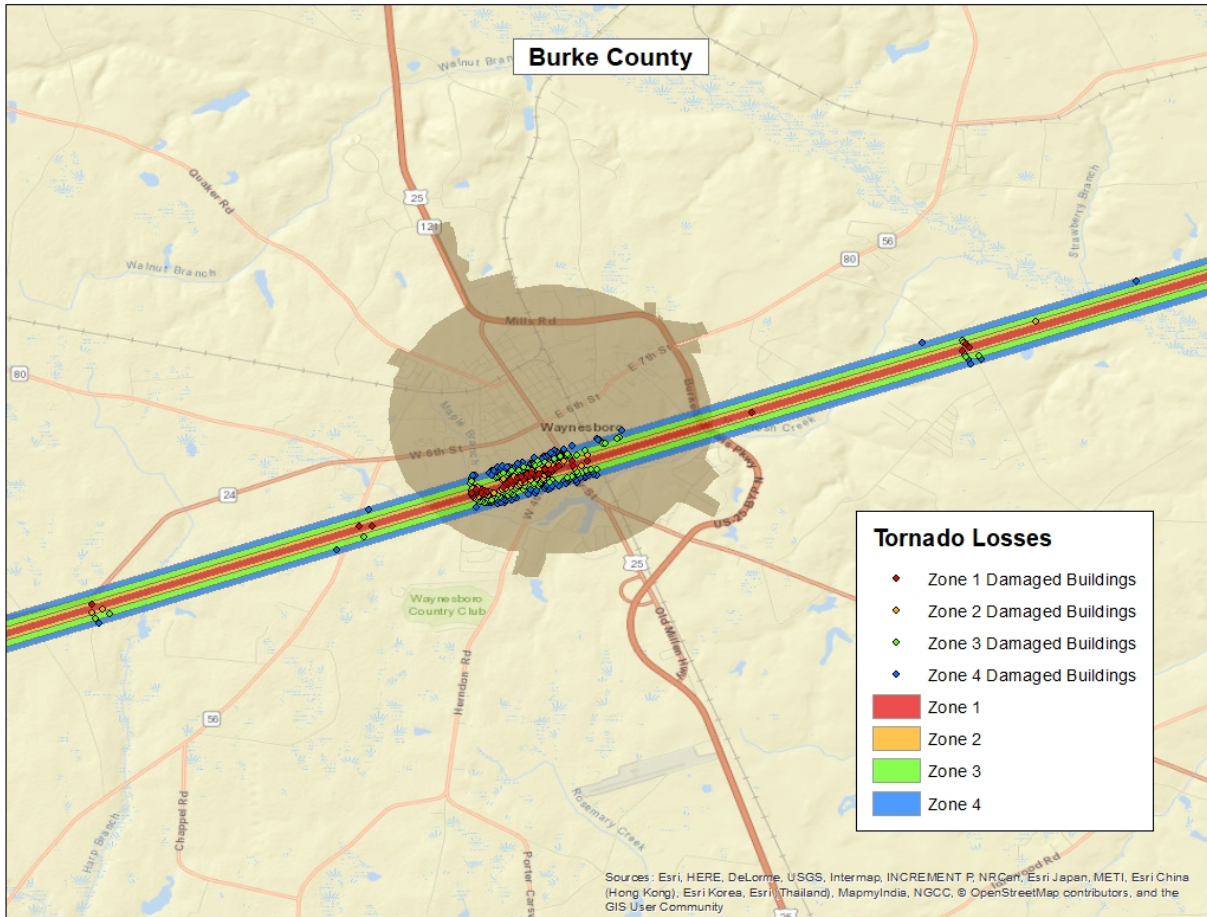 Burke County
Walnut Branch
Quaker Rd
25
121
56
80
Strawberry Branch
Walnut Branch
Mills Rd
E 7th St
80
E 6th St
Waynesboro
Maple Branch
W 6th St
24
US-25 BYP N
25
Waynesboro
Country Club
Old Millen Hwy
Herndon Rd
56
Chappel Rd
Harp Branch
Rosemary Creek
25
Tornado Losses
Zone 1 Damaged Buildings
Zone 2 Damaged Buildings
Zone 3 Damaged Buildings
Zone 4 Damaged Buildings
Zone 1
Zone 2
Zone 3
Zone 4
Sources: Esri, HERE, DeLorme, USGS, Intermap, INCREMENT P, NRCan, Esri Japan, METI, Esri China
(Hong Kong), Esri Korea, Esri (Thailand), MapmyIndia, NGCC, © OpenStreetMap contributors, and the
GIS User Community